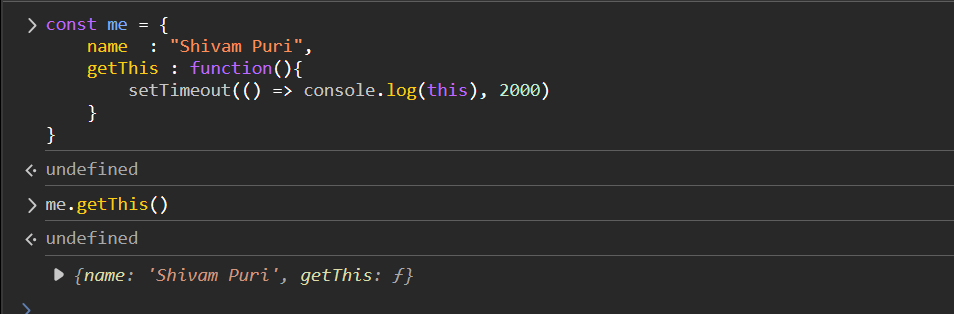 const me = {
    name  : "Shivam Puri",
    getThis : function(){
        setTimeout(() => console.log(this), 2000)
    }
}
undefined
me.getThis()
undefined
{name: 'Shivam Puri', getThis: ƒ}